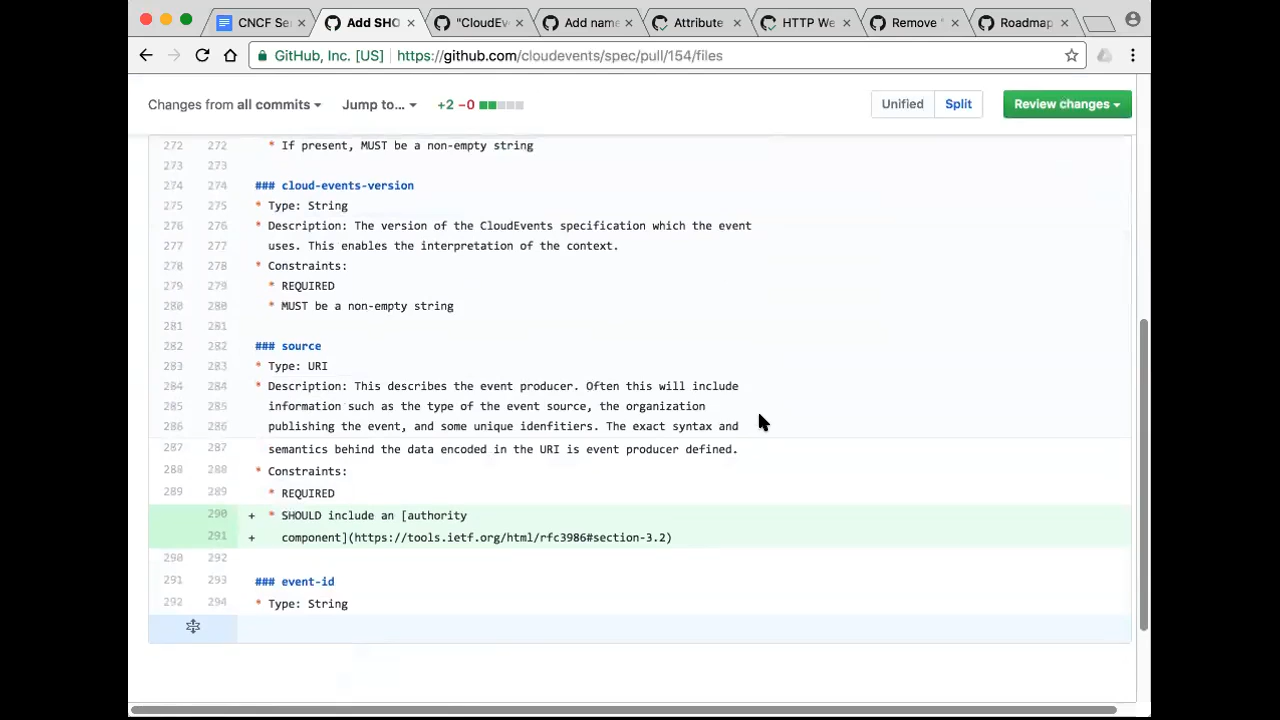 CNCF Se
Add SHO
"CloudEv
Add name
Attribute
HTTP We
Remove "
Roadmap
GitHub, Inc. [US]
https://github.com/cloudevents/spec/pull/154/files
Changes from all commits
Jump to...
+2 −0
Unified
Split
Review changes
272 272 * If present, MUST be a non-empty string
273 273
274 274 ### cloud-events-version
275 275 * Type: String
276 276 * Description: The version of the CloudEvents specification which the event
277 277 uses. This enables the interpretation of the context.
278 278 * Constraints:
279 279 * REQUIRED
280 280 * MUST be a non-empty string
281 281
282 282 ### source
283 283 * Type: URI
284 284 * Description: This describes the event producer. Often this will include
285 285 information such as the type of the event source, the organization
286 286 publishing the event, and some unique idenfitiers. The exact syntax and
287 287 semantics behind the data encoded in the URI is event producer defined.
288 288 * Constraints:
289 289 * REQUIRED
290 + * SHOULD include an [authority
291 + component](https://tools.ietf.org/html/rfc3986#section-3.2)
290 292
291 293 ### event-id
292 294 * Type: String